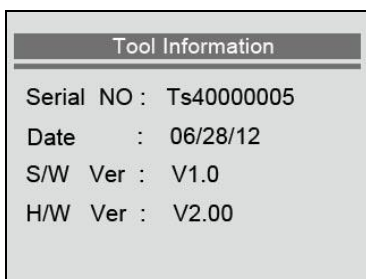 Tool Information
Serial NO : Ts40000005
Date : 06/28/12
S/W Ver : V1.0
H/W Ver : V2.00